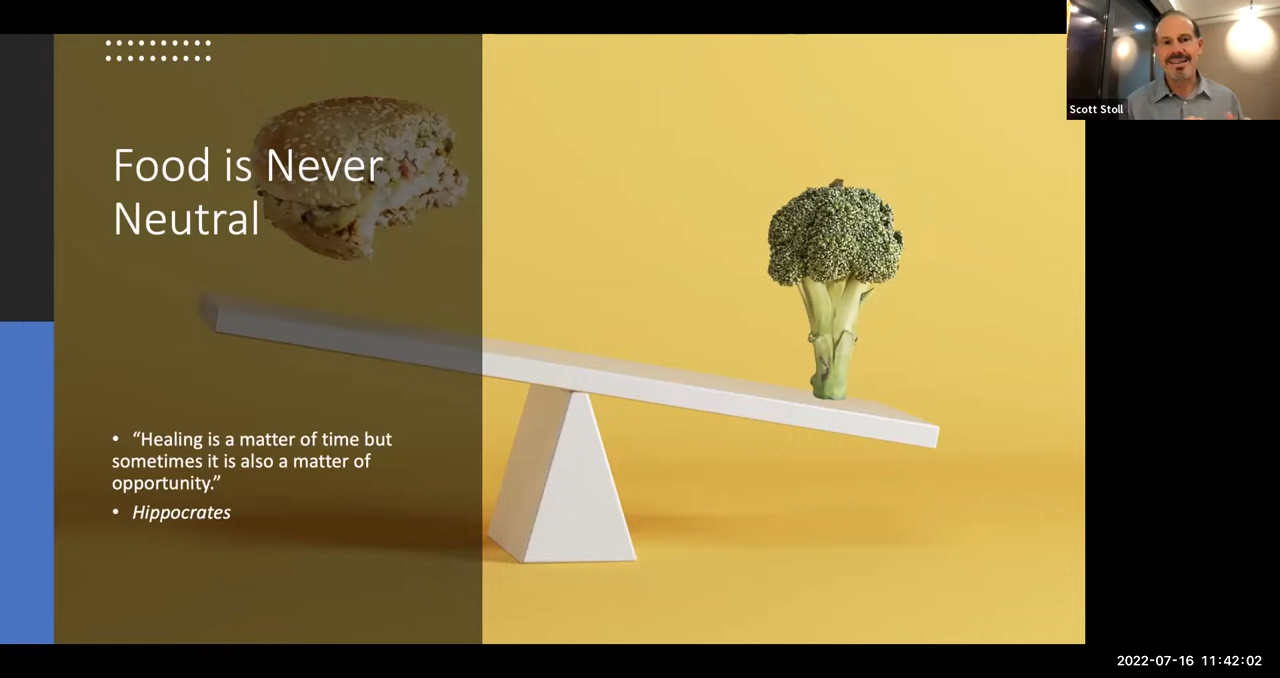 Scott Stoll
Food is Never
Neutral
• “Healing is a matter of time but
sometimes it is also a matter of
opportunity.”
• Hippocrates
2022-07-16 11:42:02